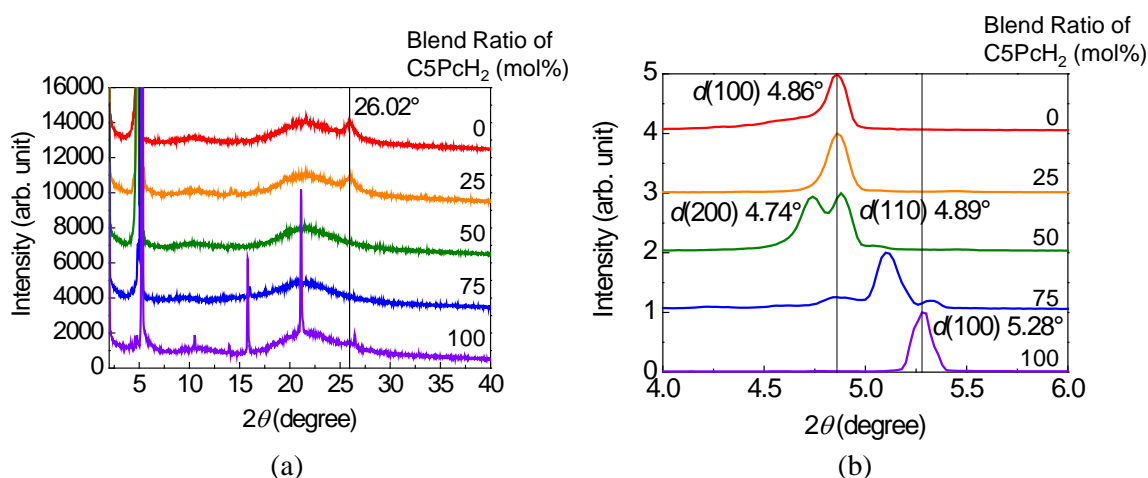 Blend Ratio of
C5PcH₂ (mol%)
16000
14000
12000
10000
8000
6000
4000
2000
0
Intensity (arb. unit)
26.02°
0
25
50
75
100
5 10 15 20 25 30 35 40
2θ (degree)
(a)
Blend Ratio of
C5PcH₂ (mol%)
5
4
3
2
1
0
Intensity (arb. unit)
d(100) 4.86°
0
25
d(200) 4.74°
d(110) 4.89°
50
75
d(100) 5.28°
100
4.0 4.5 5.0 5.5 6.0
2θ (degree)
(b)